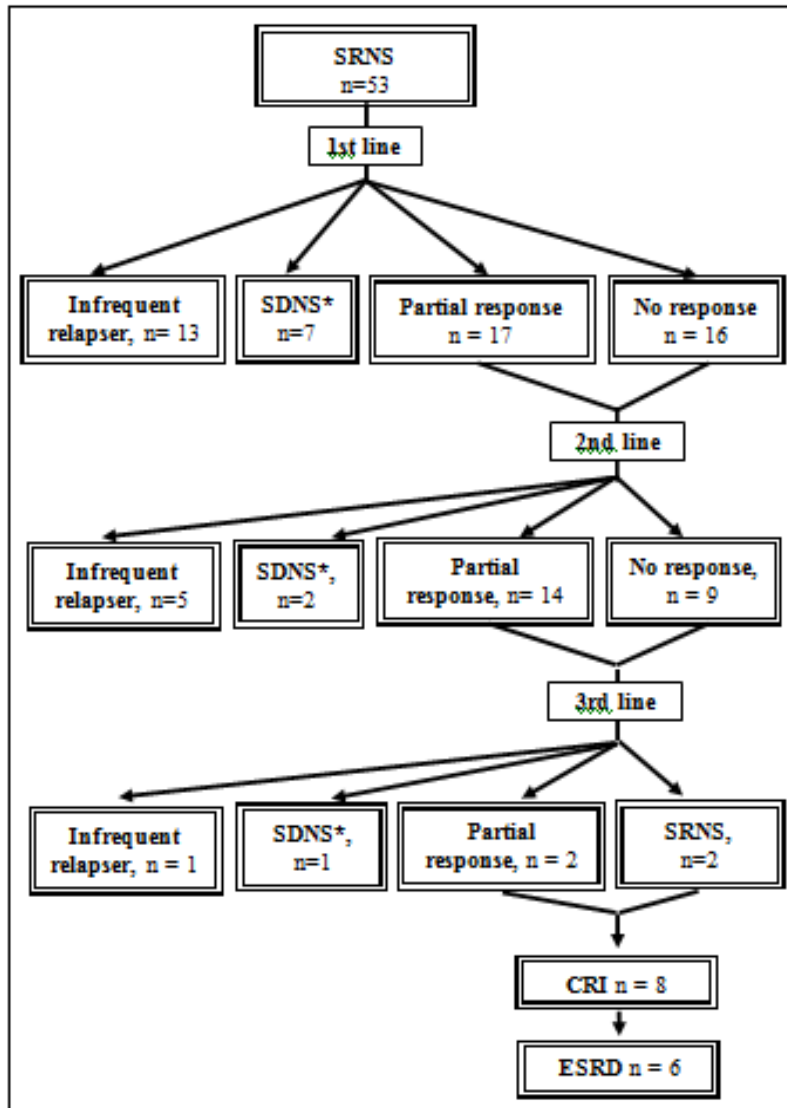 SRNS
n=53
1st line
Infrequent
relapser, n= 13
SDNS*
n=7
Partial response
n = 17
No response
n = 16
2nd line
Infrequent
relapser, n=5
SDNS*,
n=2
Partial
response, n= 14
No response,
n = 9
3rd line
Infrequent
relapser, n = 1
SDNS*,
n=1
Partial
response, n = 2
SRNS,
n=2
CRI n = 8
ESRD n = 6